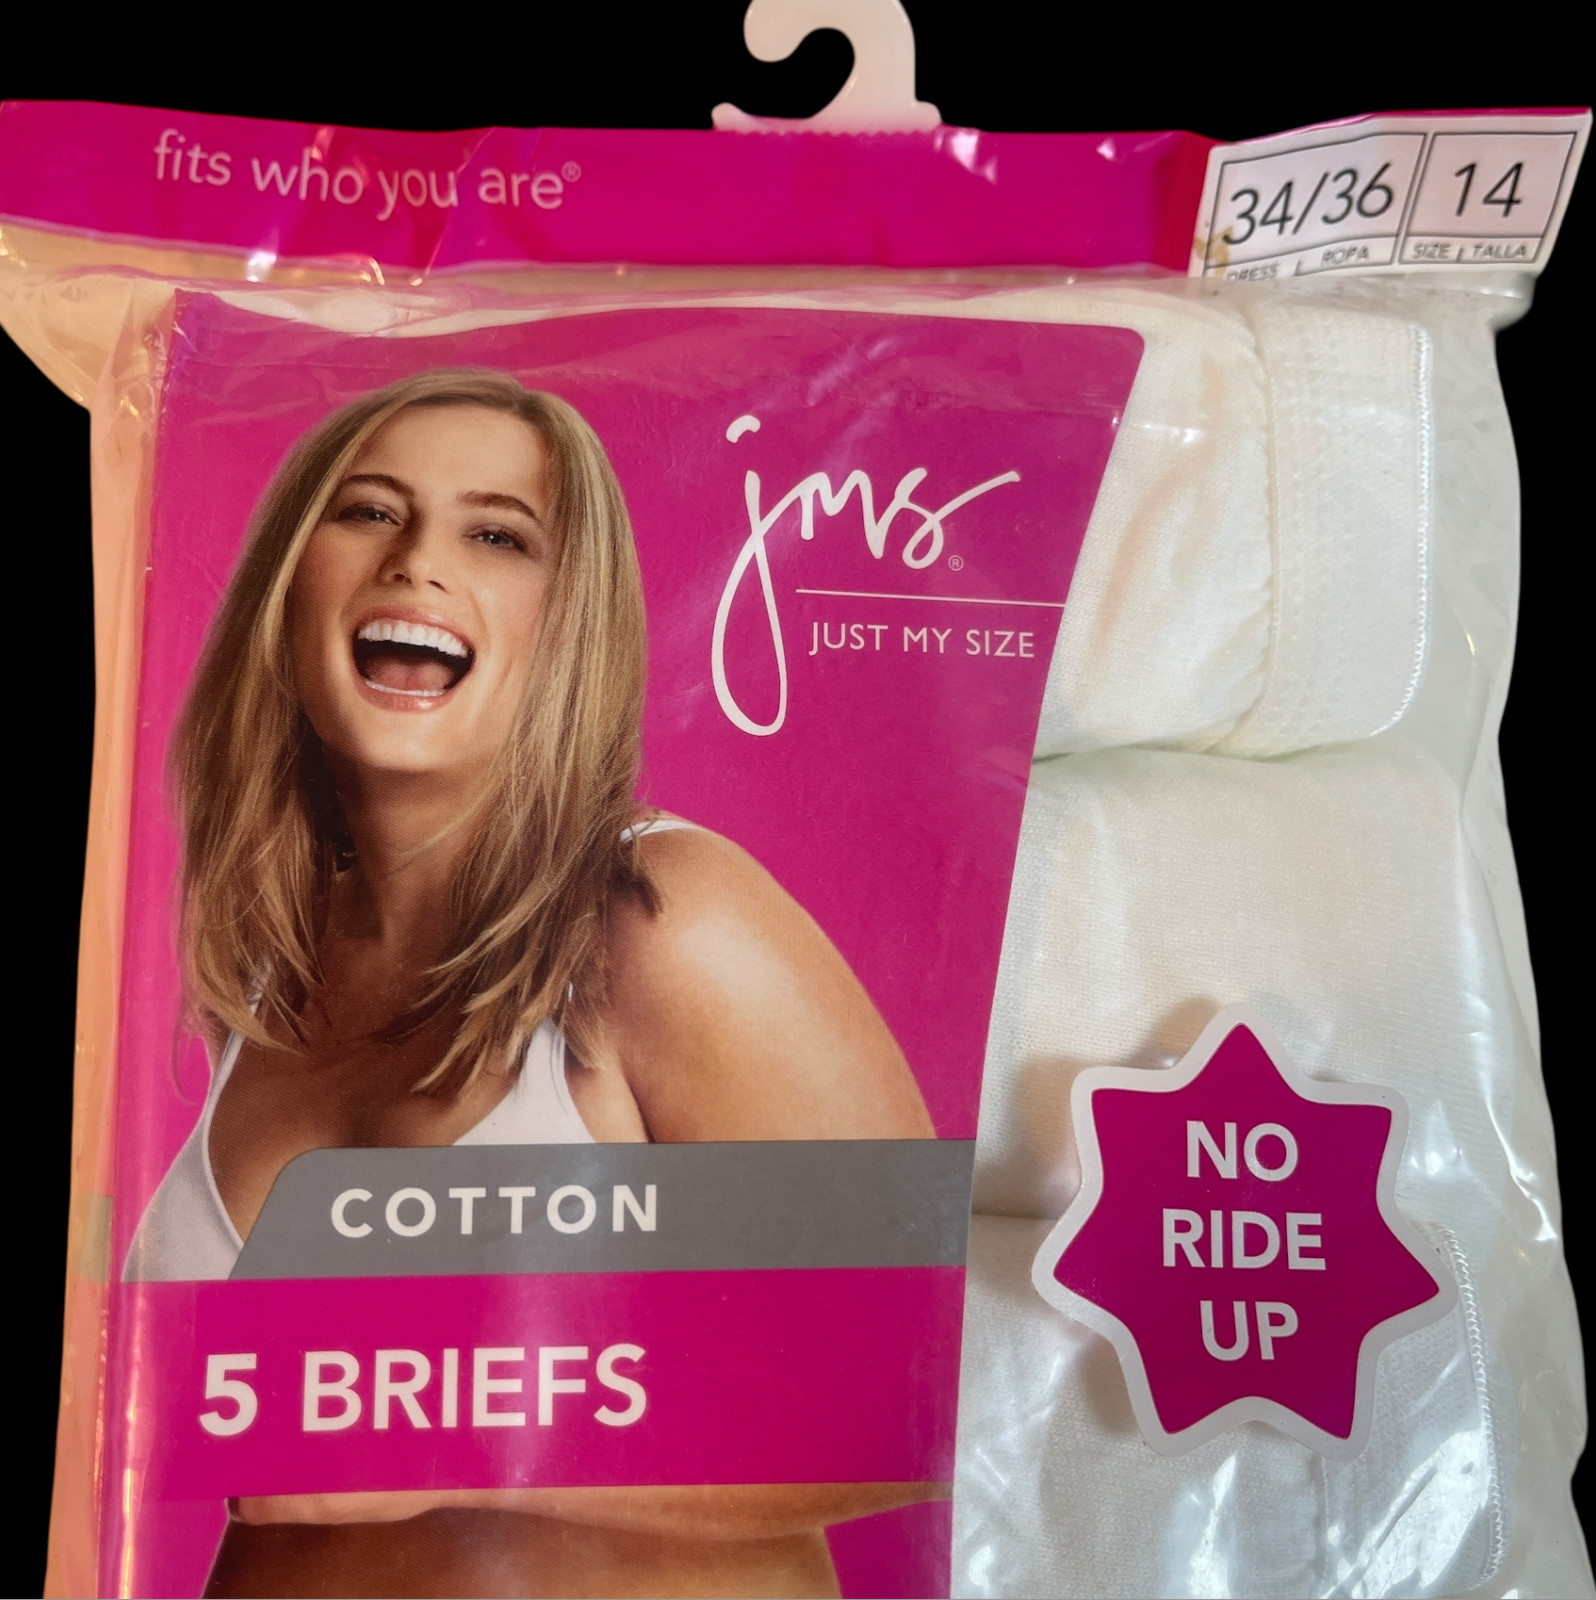 fits who you are®
34/36 14
DRESS | ROPA SIZE | TALLA
jms®
JUST MY SIZE
COTTON
5 BRIEFS
NO
RIDE
UP